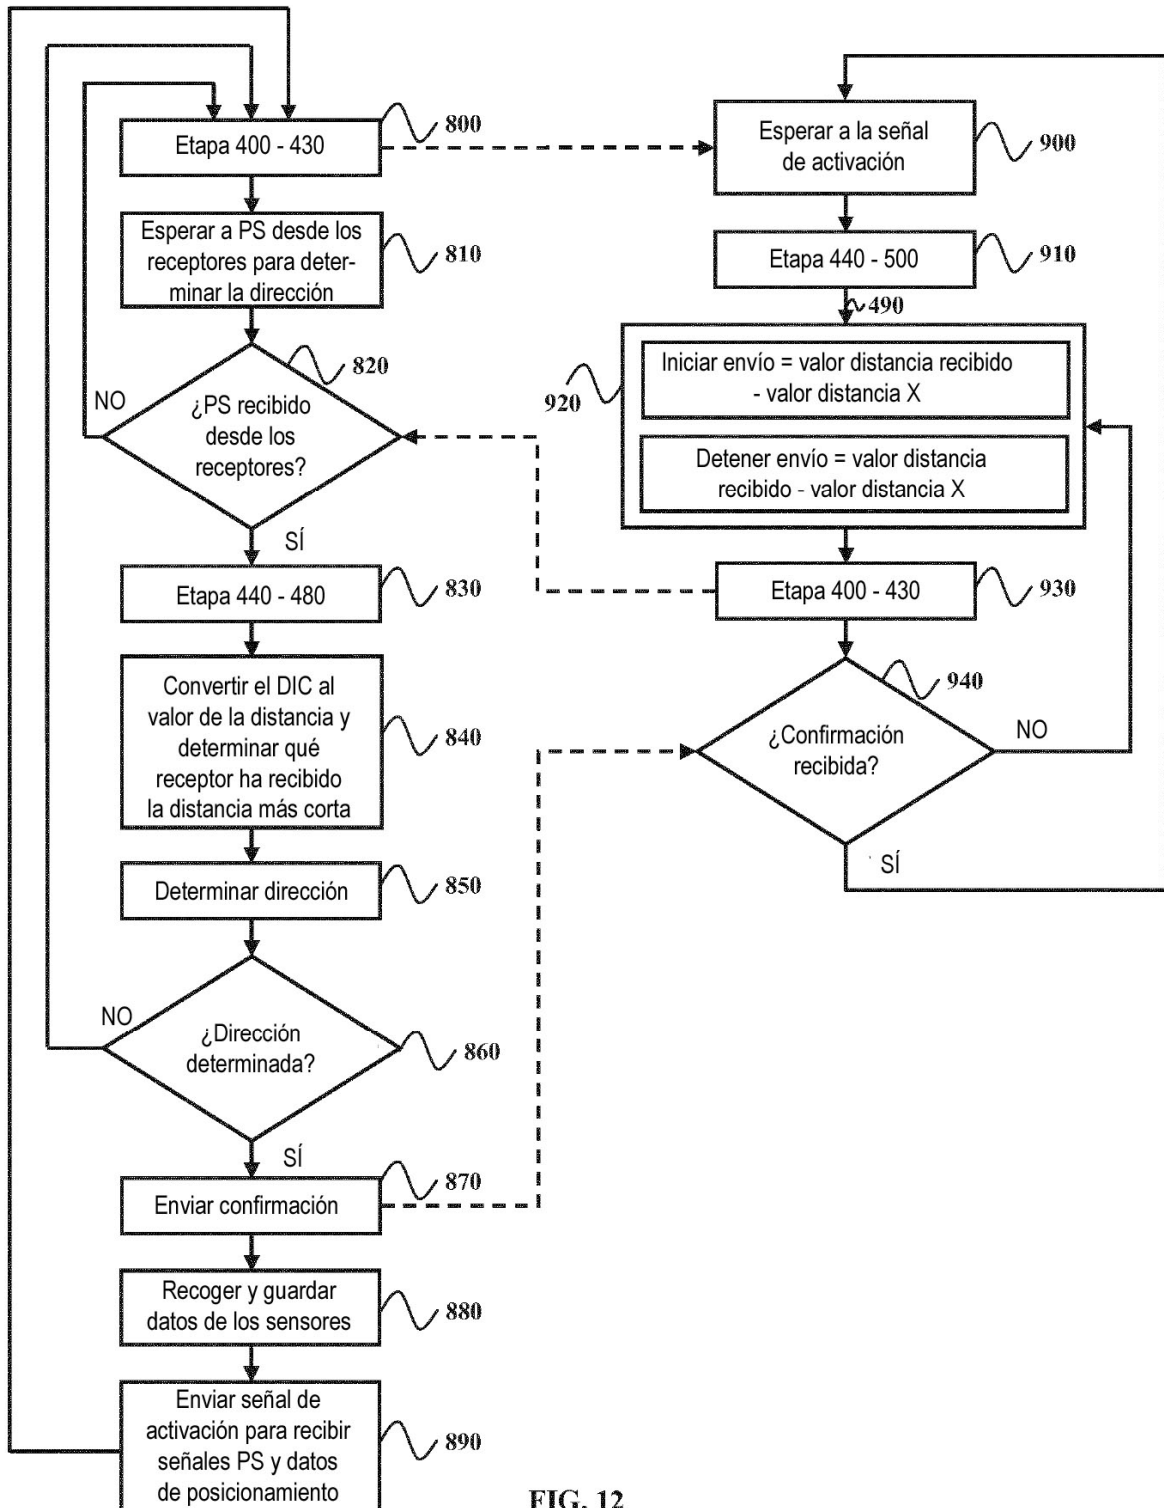 Etapa 400 - 430
800
Esperar a PS desde los
receptores para deter-
minar la dirección
810
820
¿PS recibido
desde los
receptores?
NO
SÍ
Etapa 440 - 480
830
Convertir el DIC al
valor de la distancia y
determinar qué
receptor ha recibido
la distancia más corta
840
Determinar dirección
850
NO
¿Dirección
determinada?
860
SÍ
Enviar confirmación
870
Recoger y guardar
datos de los sensores
880
Enviar señal de
activación para recibir
señales PS y datos
de posicionamiento
890
Esperar a la señal
de activación
900
Etapa 440 - 500
910
490
Iniciar envío = valor distancia recibido
- valor distancia X
920
Detener envío = valor distancia
recibido - valor distancia X
Etapa 400 - 430
930
940
¿Confirmación
recibida?
NO
SÍ
FIG. 12